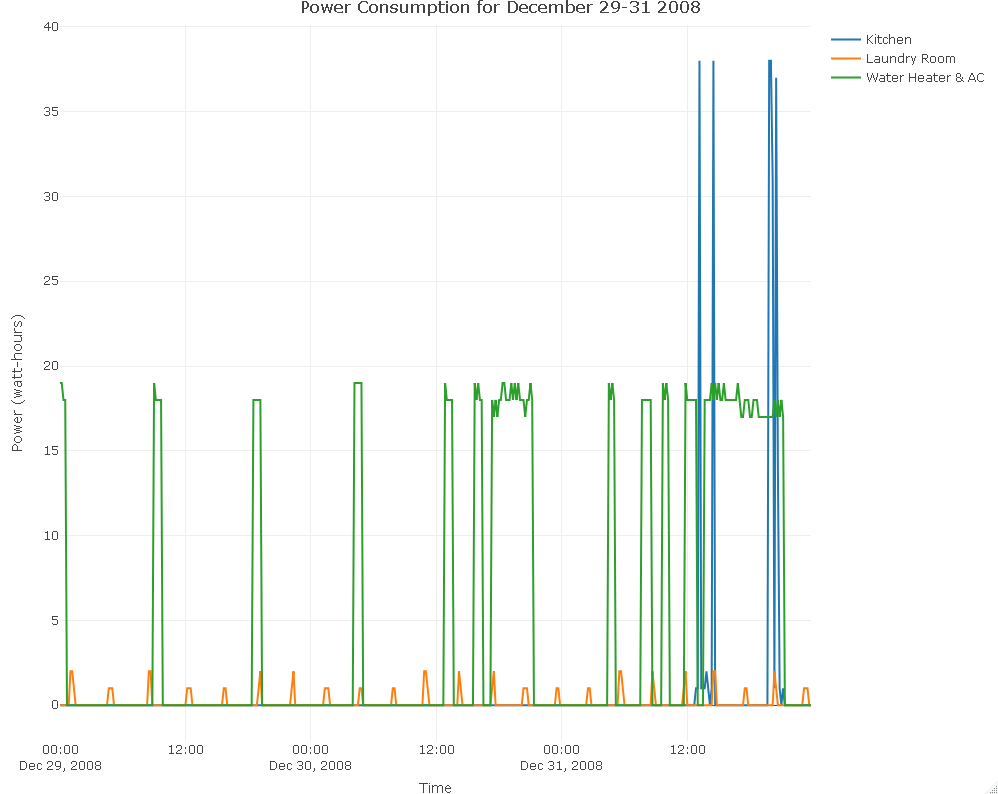 Power Consumption for December 29-31 2008
Kitchen
Laundry Room
Water Heater & AC
40
35
30
25
20
15
10
5
0
Power (watt-hours)
00:00 12:00 00:00 12:00 00:00 12:00
Dec 29, 2008 Dec 30, 2008 Dec 31, 2008
Time